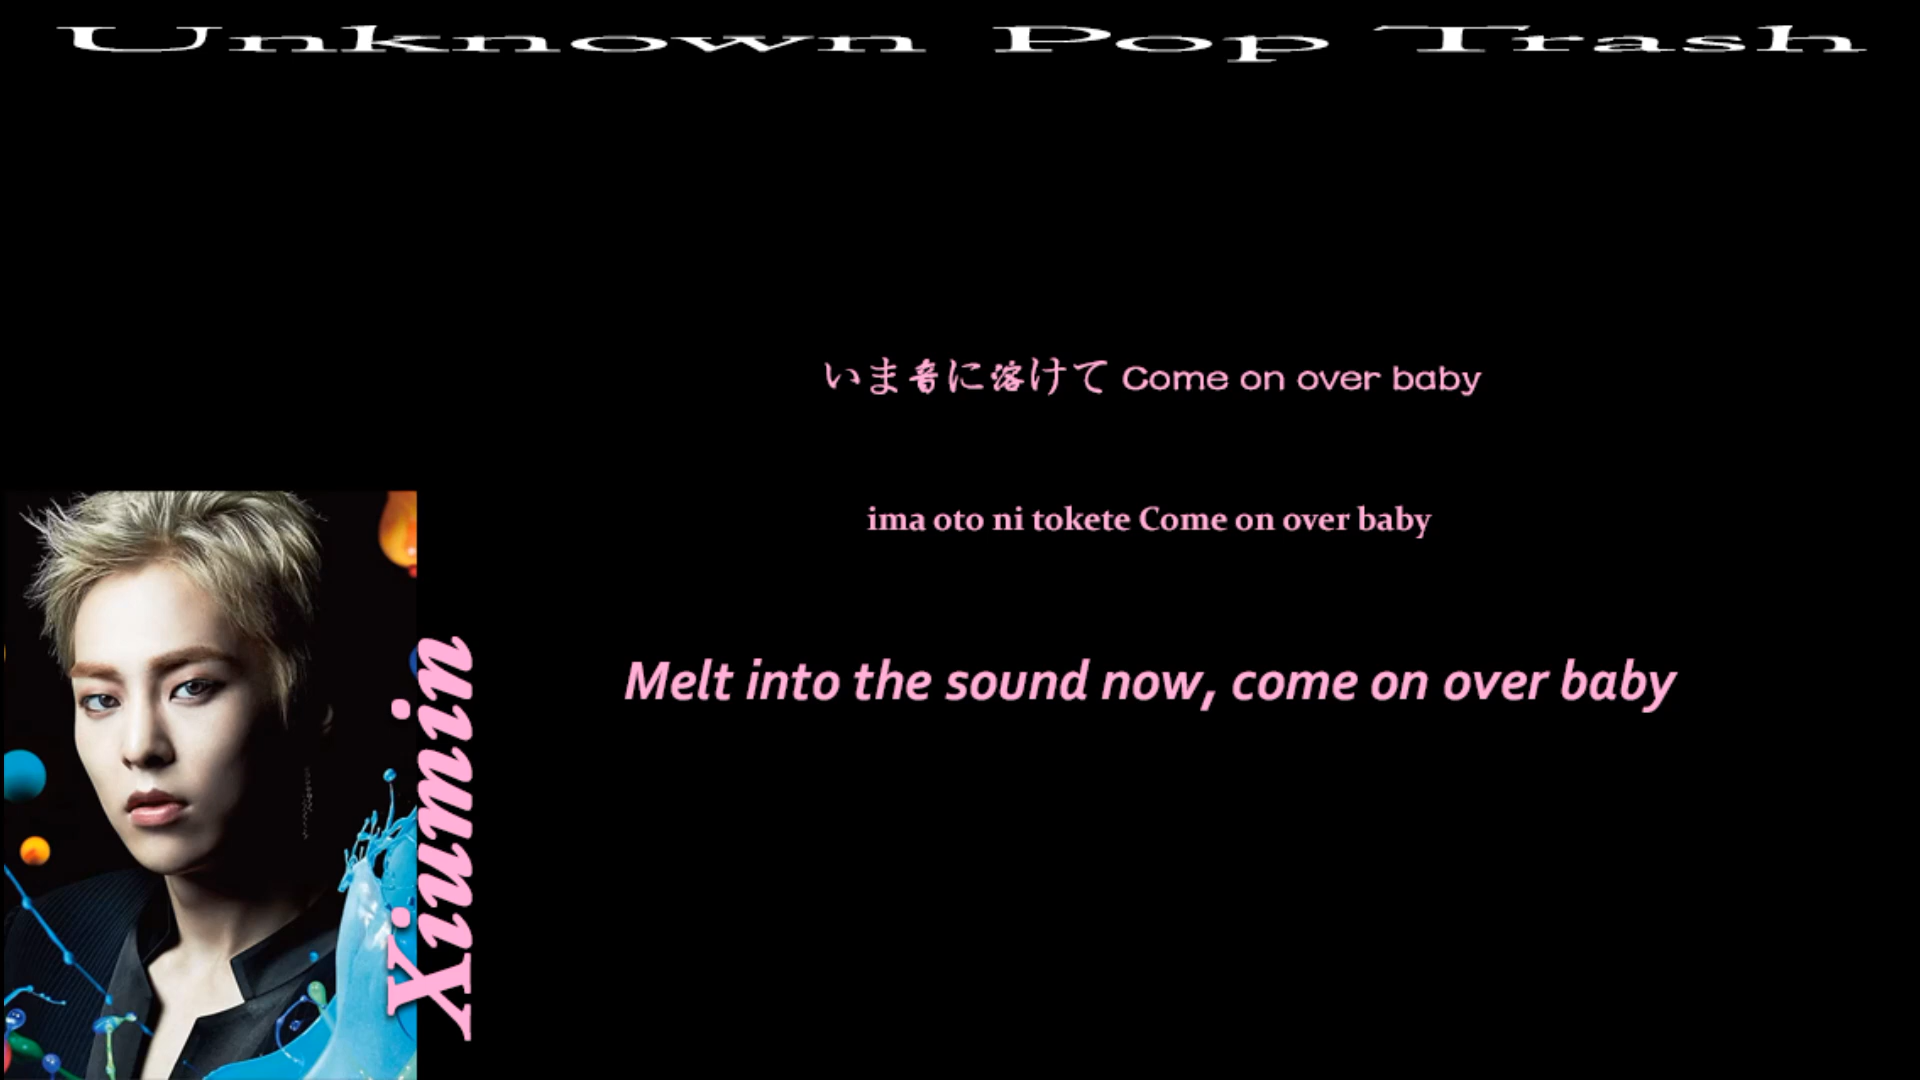 Unknown Pop Trash
いま音に溶けて Come on over baby
ima oto ni tokete Come on over baby
Melt into the sound now, come on over baby
Xiumin